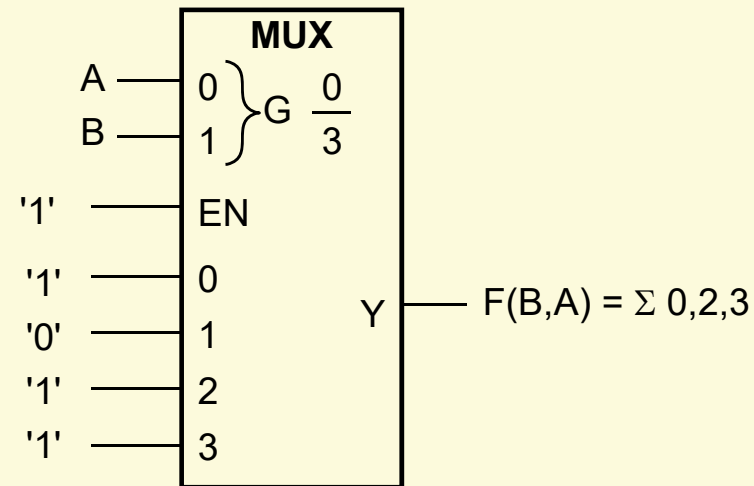 MUX
A 0 G 0
B 1 3
'1' EN
'1' 0
'0' 1
Y F(B,A) = Σ 0,2,3
'1' 2
'1' 3